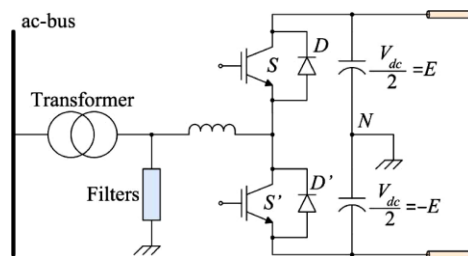 ac-bus
Transformer
Filters
S
D
V_dc/2 = E
N
S'
D'
V_dc/2 = -E